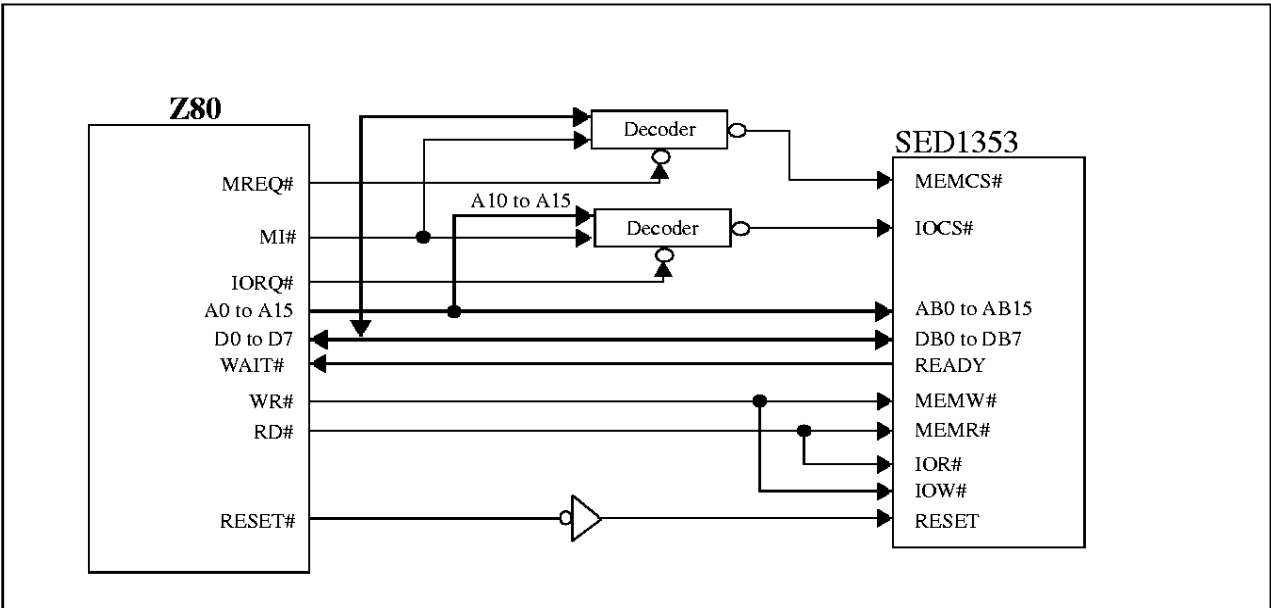 Z80
MREQ#
MI#
IORQ#
A0 to A15
D0 to D7
WAIT#
WR#
RD#
RESET#
Decoder
A10 to A15
Decoder
SED1353
MEMCS#
IOCS#
AB0 to AB15
DB0 to DB7
READY
MEMW#
MEMR#
IOR#
IOW#
RESET